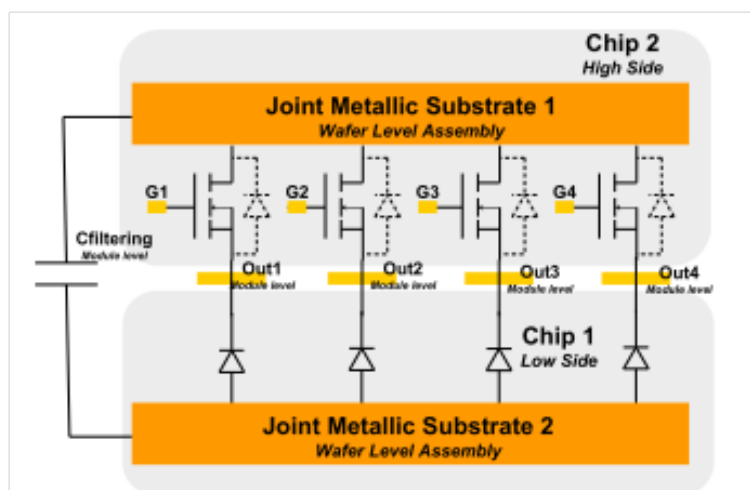 Chip 2
High Side
Joint Metallic Substrate 1
Wafer Level Assembly
G1
G2
G3
G4
Cfiltering
Module level
Out1
Module level
Out2
Module level
Out3
Module level
Out4
Module level
Chip 1
Low Side
Joint Metallic Substrate 2
Wafer Level Assembly